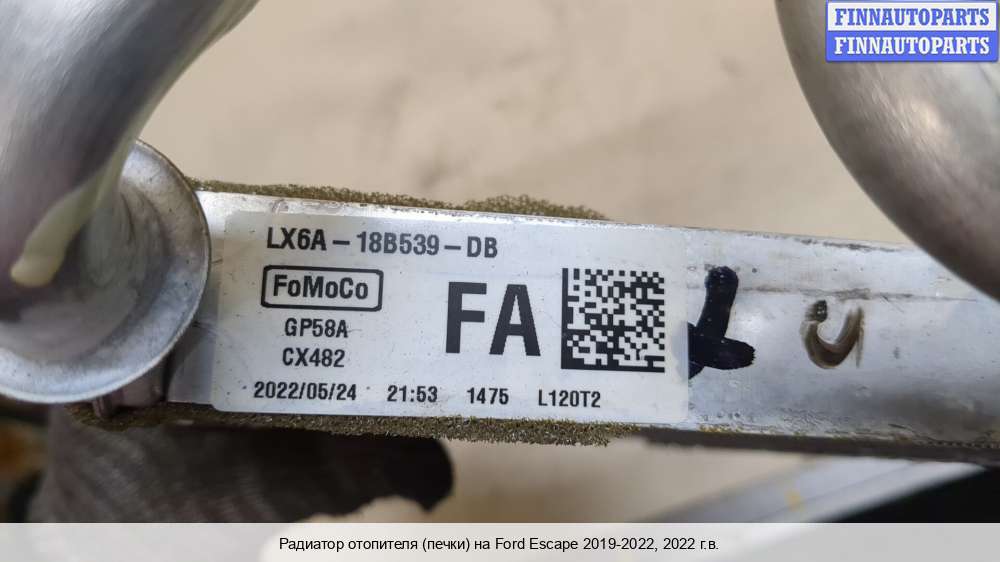 FINNAUTOPARTS
FINNAUTOPARTS
LX6A-18B539-DB
FoMoCo
FA
GP58A
CX482
2022/05/24 21:53 1475 L120T2
Радиатор отопителя (печки) на Ford Escape 2019-2022, 2022 г.в.